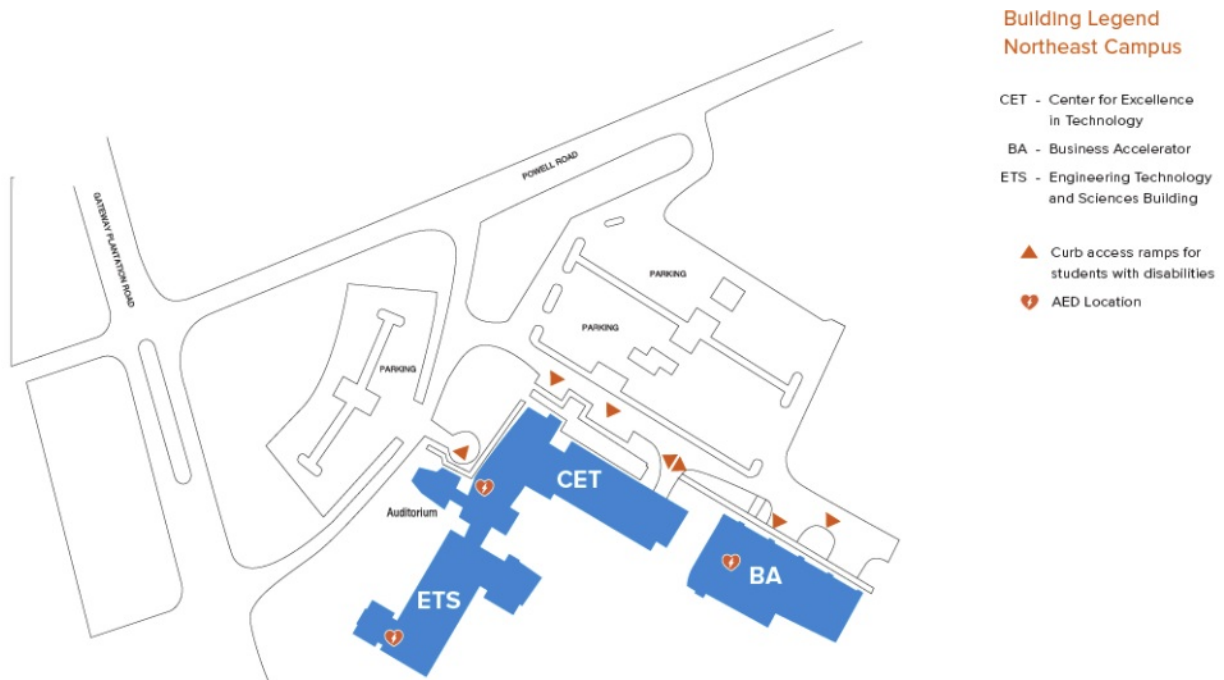 Building Legend
Northeast Campus
CET - Center for Excellence
in Technology
BA - Business Accelerator
ETS - Engineering Technology
and Sciences Building
Curb access ramps for
students with disabilities
AED Location
POWELL ROAD
GATEWAY PLANTATION ROAD
PARKING
PARKING
PARKING
CET
Auditorium
BA
ETS